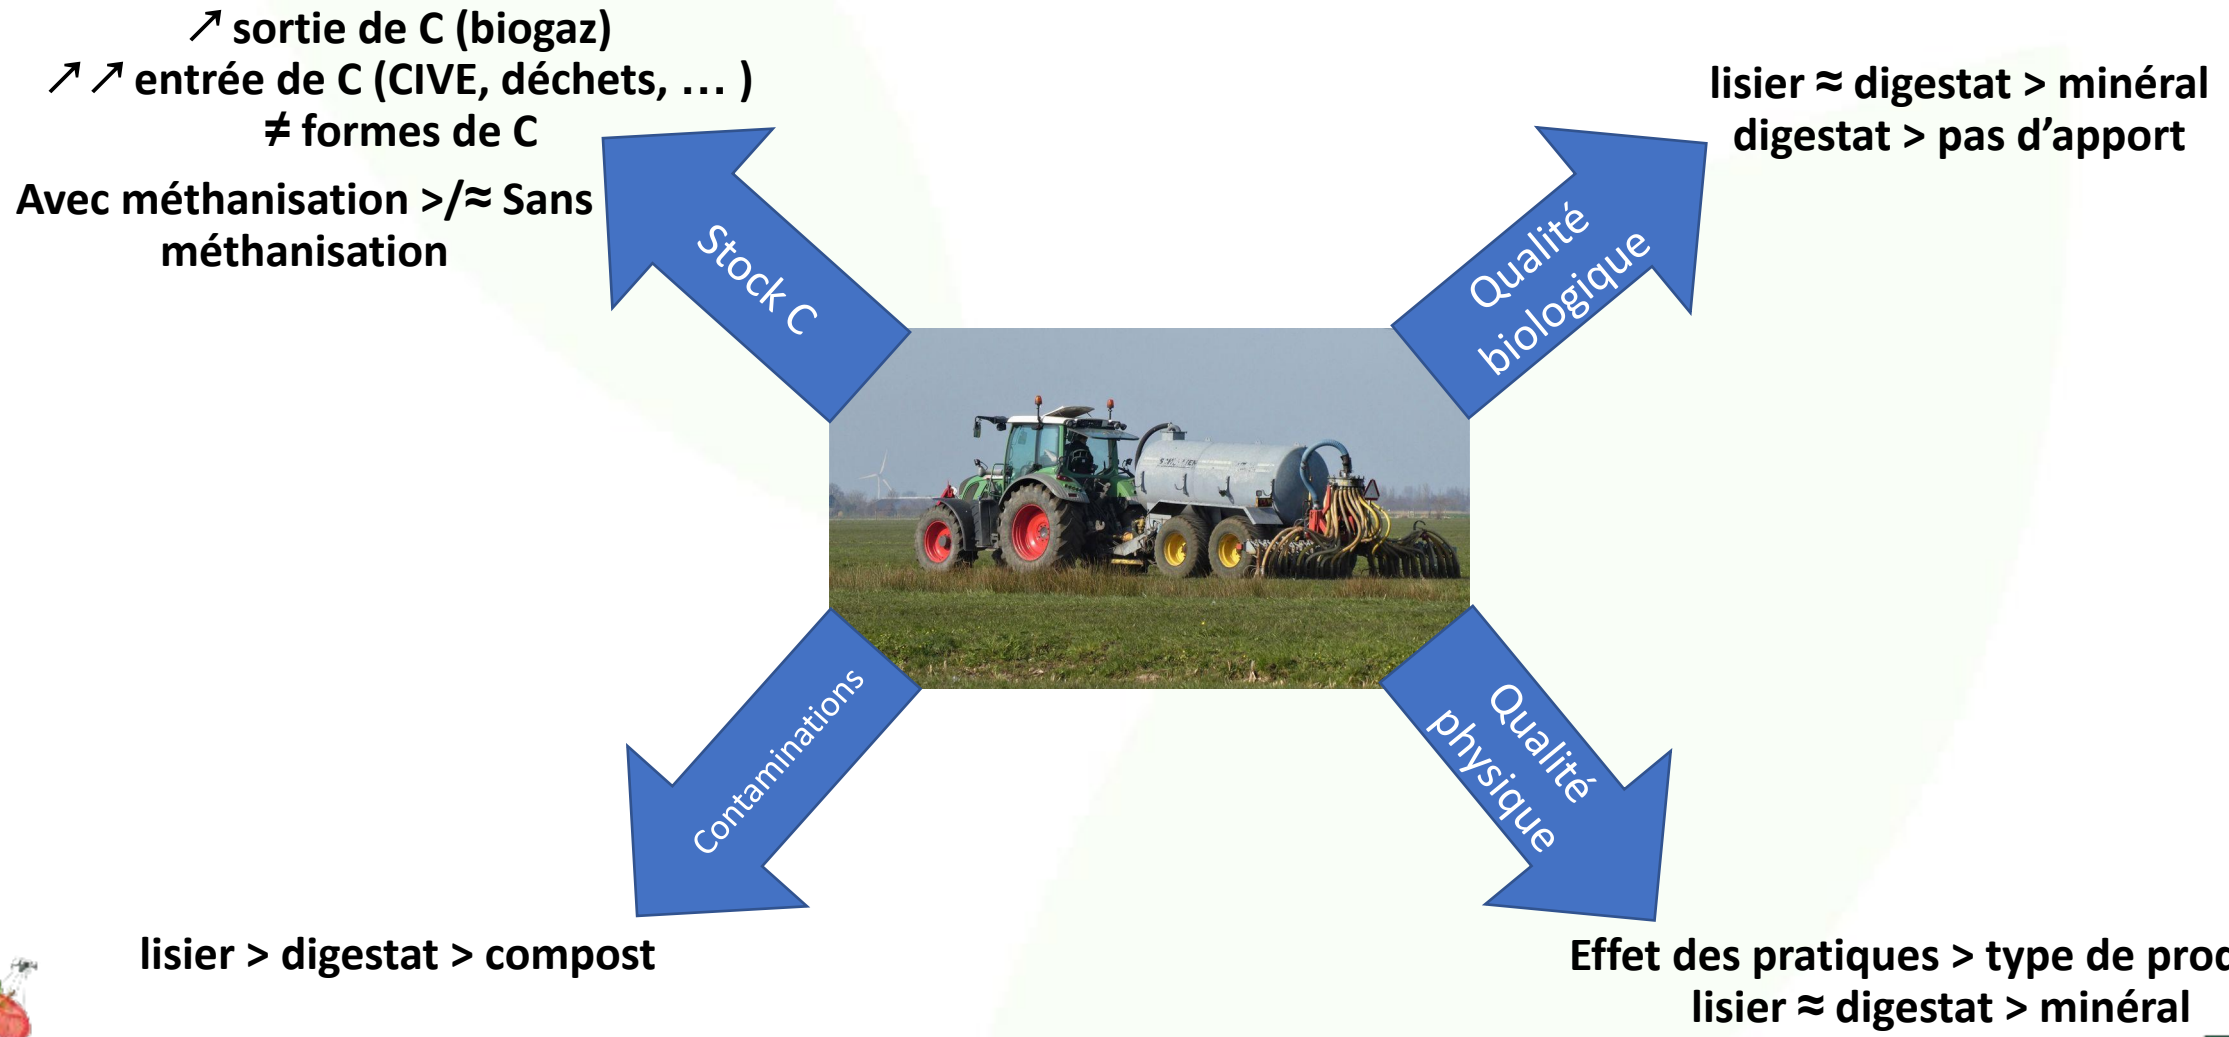 ↗ sortie de C (biogaz)
↗ ↗ entrée de C (CIVE, déchets, … )
≠ formes de C
Avec méthanisation >/≈ Sans
méthanisation
Stock C
lisier ≈ digestat > minéral
digestat > pas d’apport
Qualité
biologique
Contaminations
lisier > digestat > compost
Qualité
physique
Effet des pratiques > type de
lisier ≈ digestat > minéral